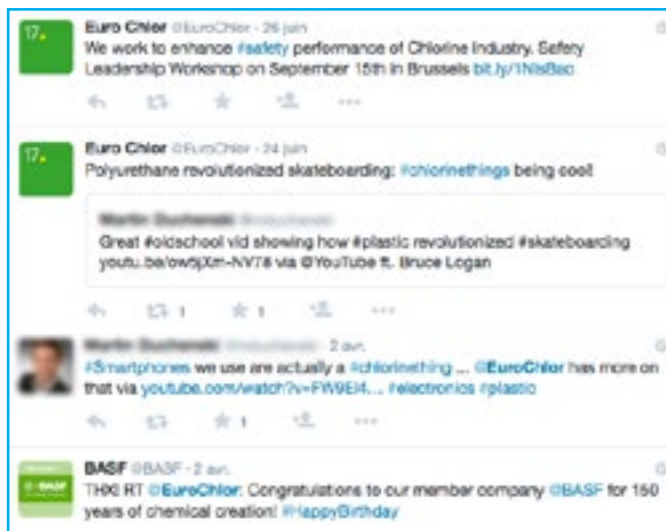 17.
Euro Chlor @EuroChlor - 26 juin
We work to enhance #safety performance of Chlorine Industry. Safety
Leadership Workshop on September 15th in Brussels
17.
Euro Chlor @EuroChlor - 24 juin
Polyurethane revolutionized skateboarding: #chlorinethings being cool!
Great #oldschool vid showing how #plastic revolutionized #skateboarding
via @YouTube ft. Bruce Logan
1 1
2 avr.
#Smartphones we use are actually a #chlorinething ... @EuroChlor has more on
that via #electronics #plastic
1
BASF @BASF - 2 avr.
BASF
THX! RT @EuroChlor: Congratulations to our member company @BASF for 150
years of chemical creation! #HappyBirthday